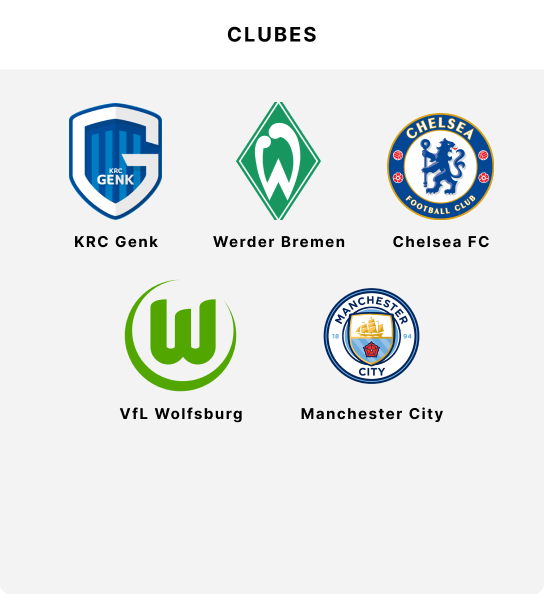 CLUBES
KRC
GENK
CHELSEA
FOOTBALL CLUB
KRC Genk
Werder Bremen
Chelsea FC
MANCHESTER
18 94
CITY
VfL Wolfsburg
Manchester City